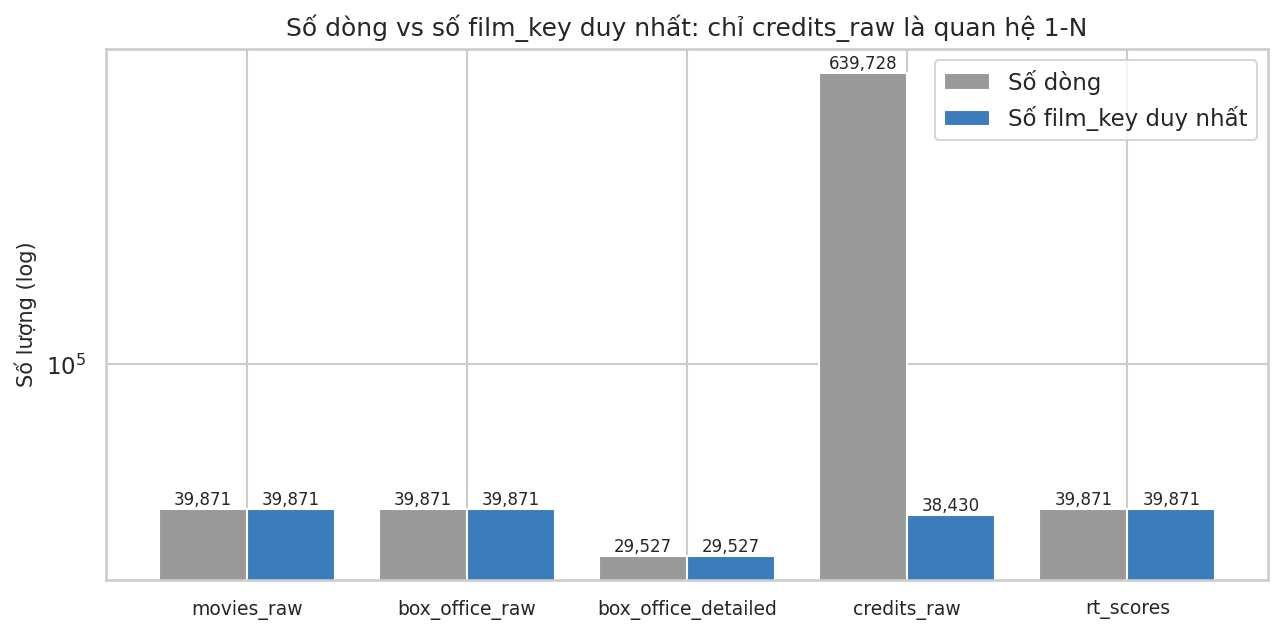 Số dòng vs số film_key duy nhất: chỉ credits_raw là quan hệ 1-N
639,728
Số dòng
Số film_key duy nhất
Số lượng (log)
10^5
39,871 39,871 39,871 39,871 29,527 29,527 38,430 39,871 39,871
movies_raw box_office_raw box_office_detailed credits_raw rt_scores